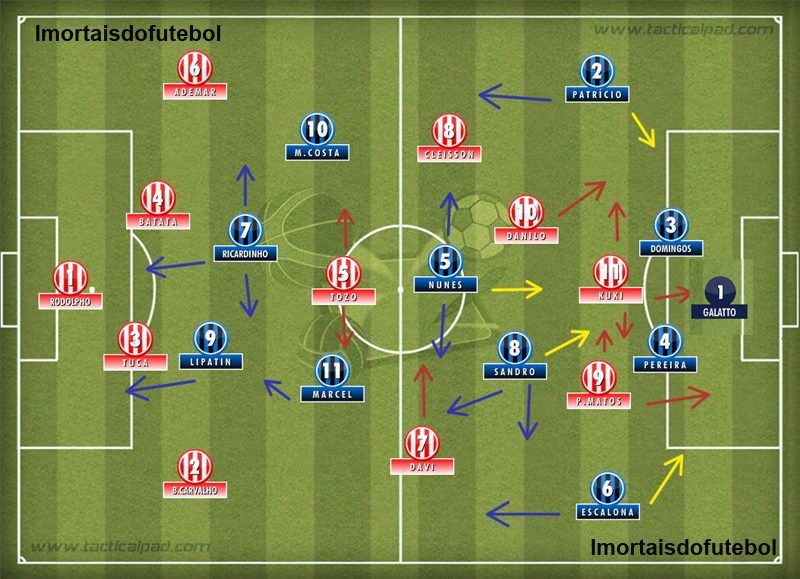 Imortaisdofutebol
www.tacticalpad.com
6
ADEMAR
2
PATRÍCIO
10
M.COSTA
8
CLEISSON
4
BATATA
7
RICARDINHO
10
DANILO
3
DOMINGOS
1
RODOLPHO
5
TOZO
5
NUNES
11
KUKI
1
GALATTO
3
TUCA
9
LIPATIN
8
SANDRO
4
PEREIRA
11
MARCEL
9
P.MATOS
7
DAVI
2
B.CARVALHO
6
ESCALONA
www.tacticalpad.com
Imortaisdofutebol